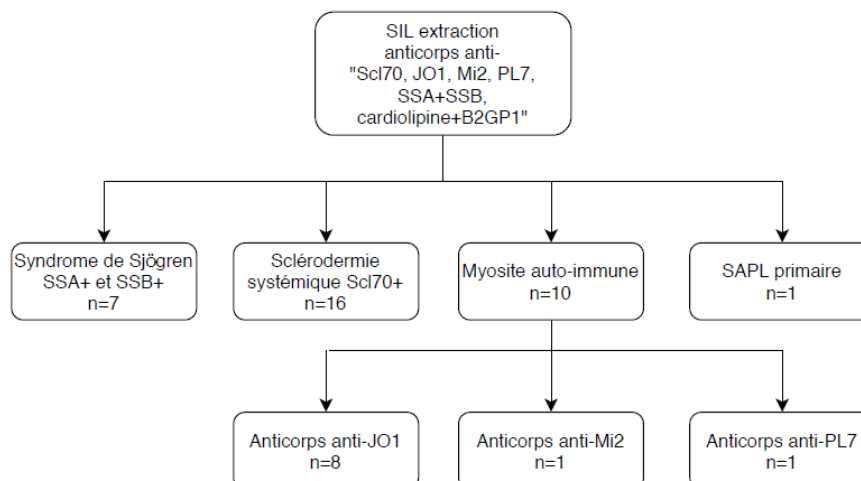 SIL extraction
anticorps anti-
"Scl70, JO1, Mi2, PL7,
SSA+SSB,
cardiolipine+B2GP1"
Syndrome de Sjögren
SSA+ et SSB+
n=7
Sclérodermie
systémique Scl70+
n=16
Myosite auto-immune
n=10
SAPL primaire
n=1
Anticorps anti-JO1
n=8
Anticorps anti-Mi2
n=1
Anticorps anti-PL7
n=1